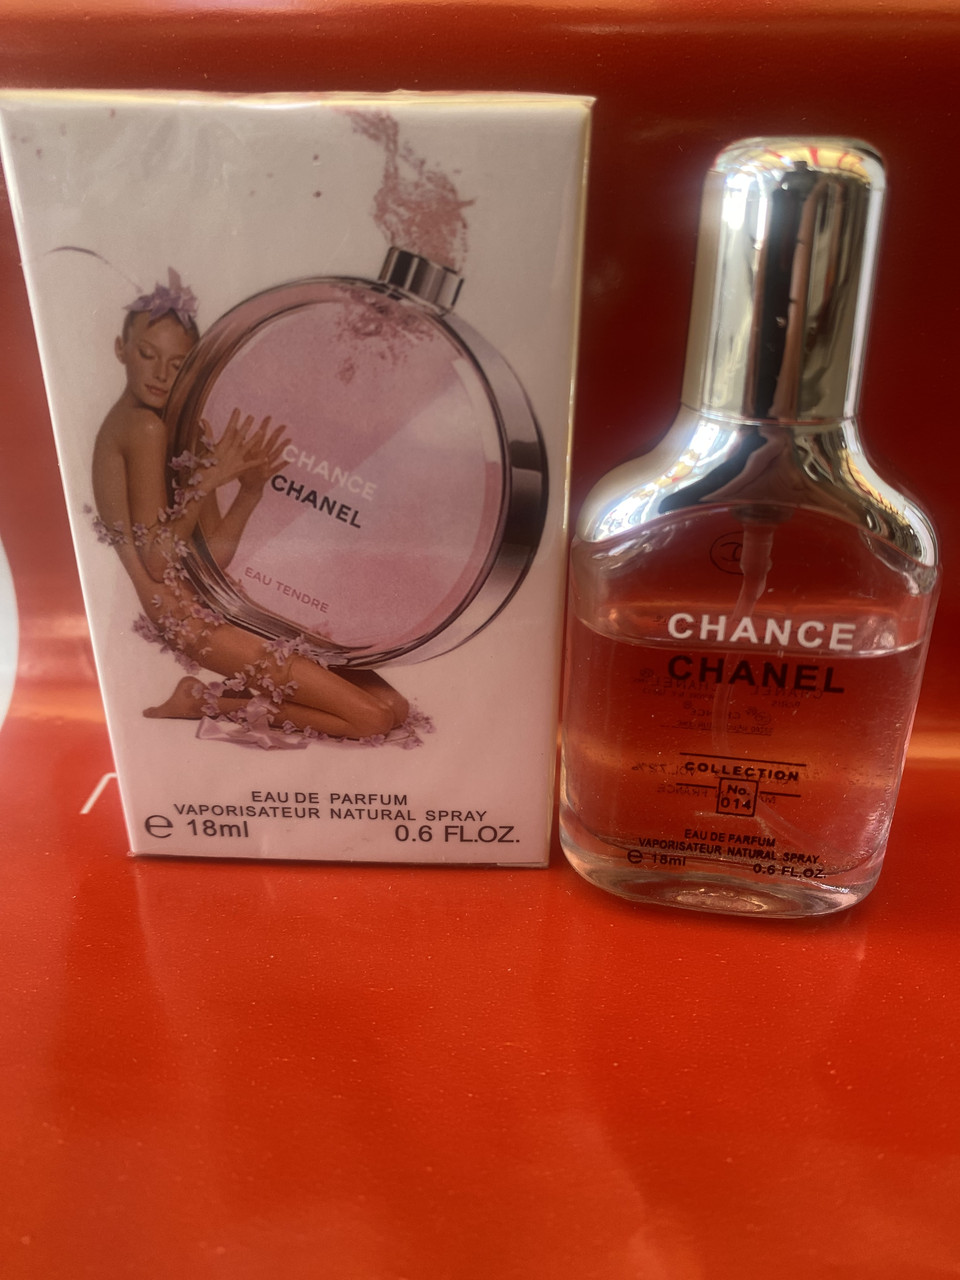 CHANCE
CHANEL
EAU TENDRE
EAU DE PARFUM
VAPORISATEUR NATURAL SPRAY
e 18ml 0.6 FL.OZ.
CHANCE
CHANEL
COLLECTION
No.
014
EAU DE PARFUM
VAPORISATEUR NATURAL SPRAY
e 18ml 0.6 FL.OZ.